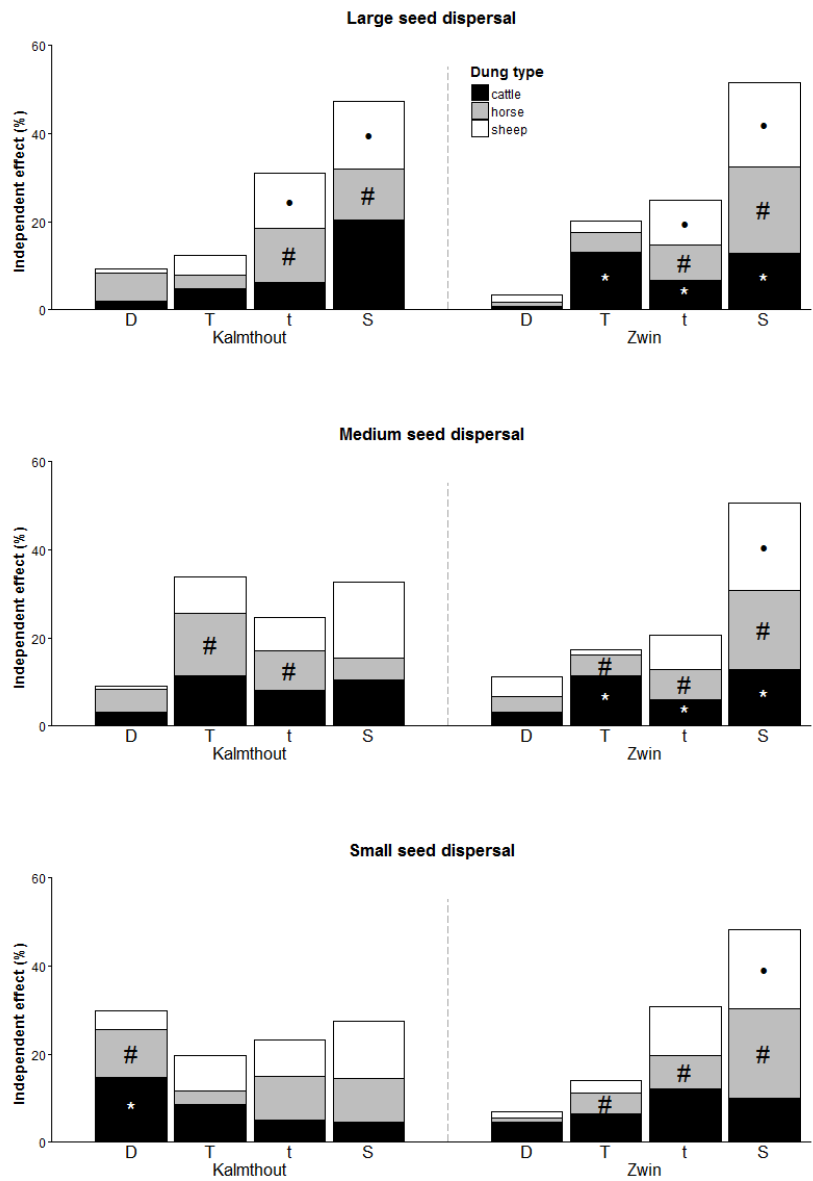 Large seed dispersal
60
40
20
0
Independent effect (%)
Dung type
cattle
horse
sheep
•
#
•
#
*
•
#
*
•
#
*
D T t S D T t S
Kalmthout Zwin
Medium seed dispersal
60
40
20
0
Independent effect (%)
#
#
#
*
#
*
•
#
*
D T t S D T t S
Kalmthout Zwin
Small seed dispersal
60
40
20
0
Independent effect (%)
#
*
#
#
•
#
D T t S D T t S
Kalmthout Zwin